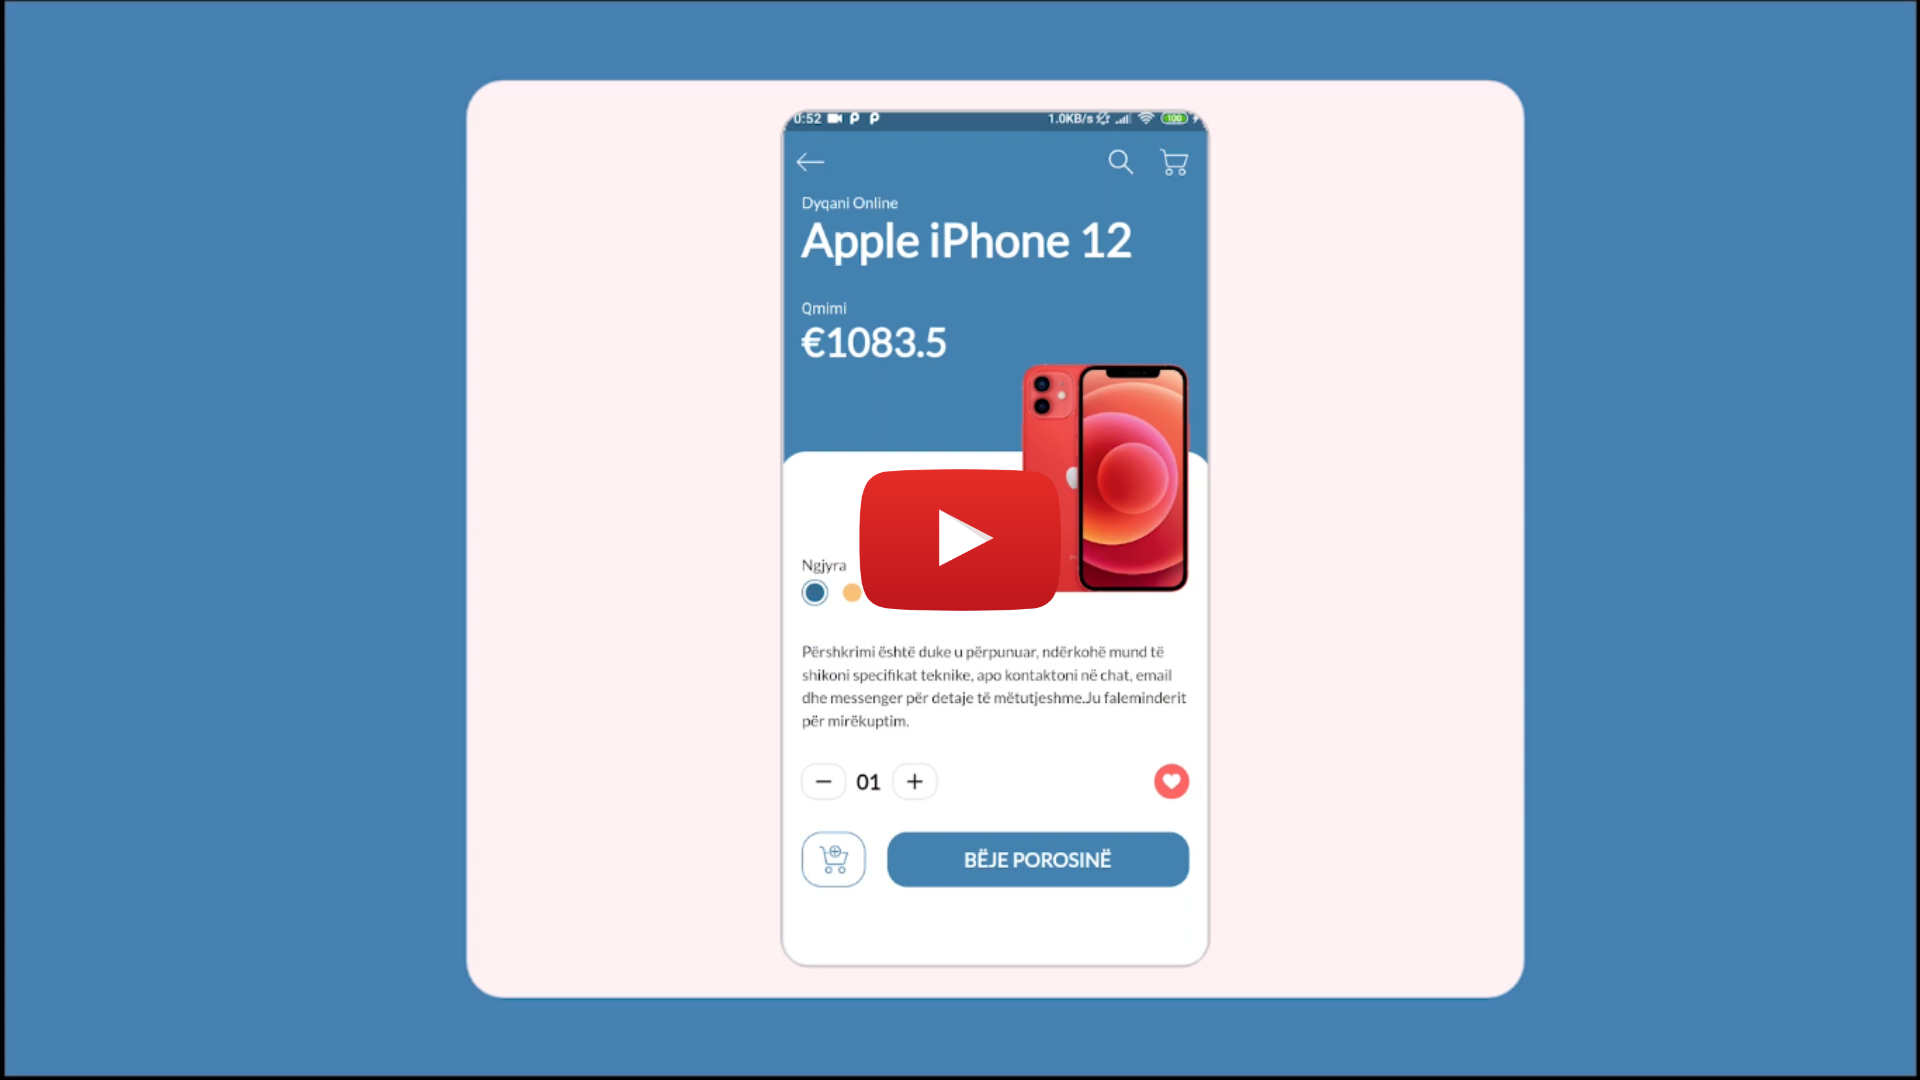 0:52
1.0KB/s
100
Dyqani Online
Apple iPhone 12
Qmimi
€1083.5
Ngjyra
Përshkrimi është duke u përpunuar, ndërkohë mund të
shikoni specifikat teknike, apo kontaktoni në chat, email
dhe messenger për detaje të mëtutjeshme.Ju faleminderit
për mirëkuptim.
01
BËJE POROSINË